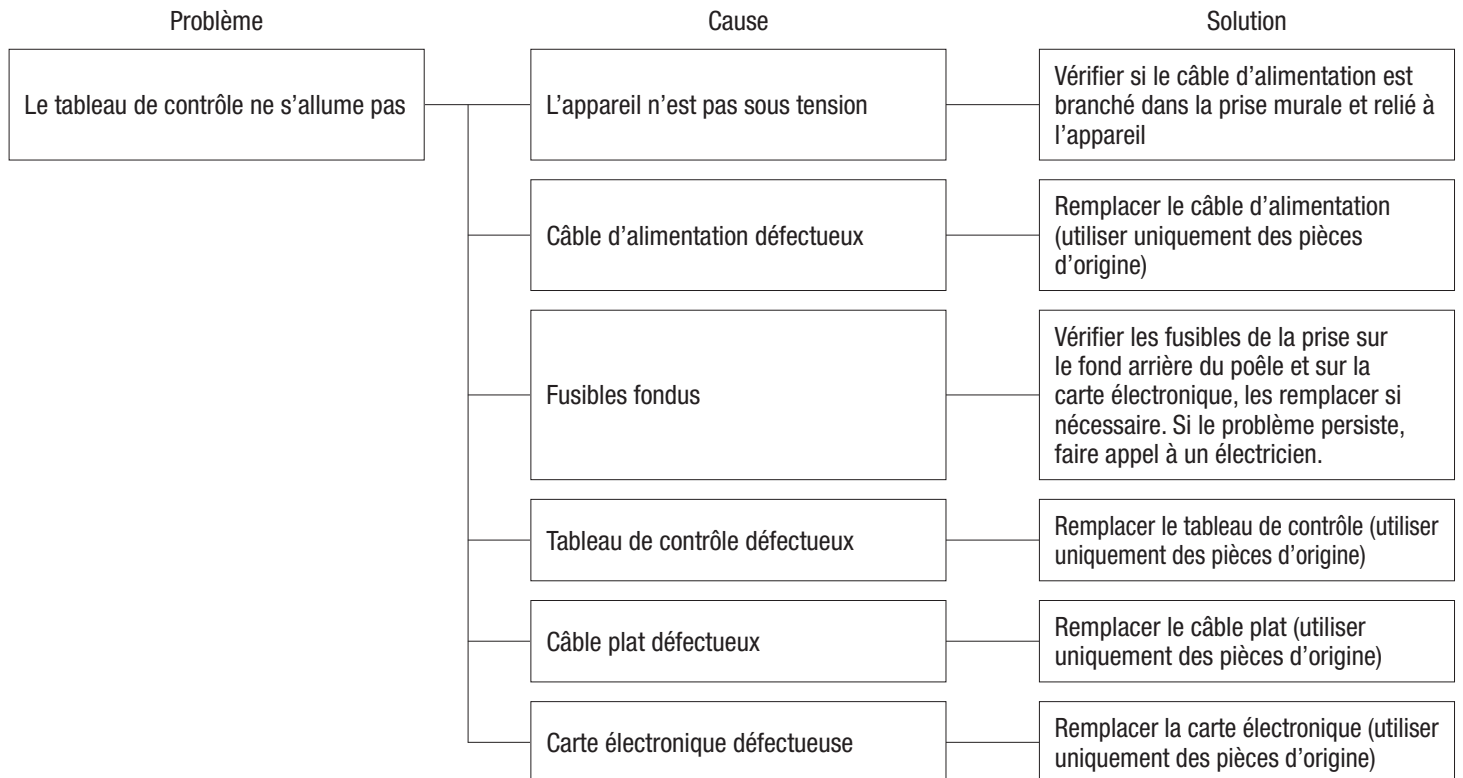 Problème
Cause
Solution
Le tableau de contrôle ne s’allume pas
L’appareil n’est pas sous tension
Vérifier si le câble d’alimentation est
branché dans la prise murale et relié à
l’appareil
Câble d’alimentation défectueux
Remplacer le câble d’alimentation
(utiliser uniquement des pièces
d’origine)
Fusibles fondus
Vérifier les fusibles de la prise sur
le fond arrière du poêle et sur la
carte électronique, les remplacer si
nécessaire. Si le problème persiste,
faire appel à un électricien.
Tableau de contrôle défectueux
Remplacer le tableau de contrôle (utiliser
uniquement des pièces d’origine)
Câble plat défectueux
Remplacer le câble plat (utiliser
uniquement des pièces d’origine)
Carte électronique défectueuse
Remplacer la carte électronique (utiliser
uniquement des pièces d’origine)